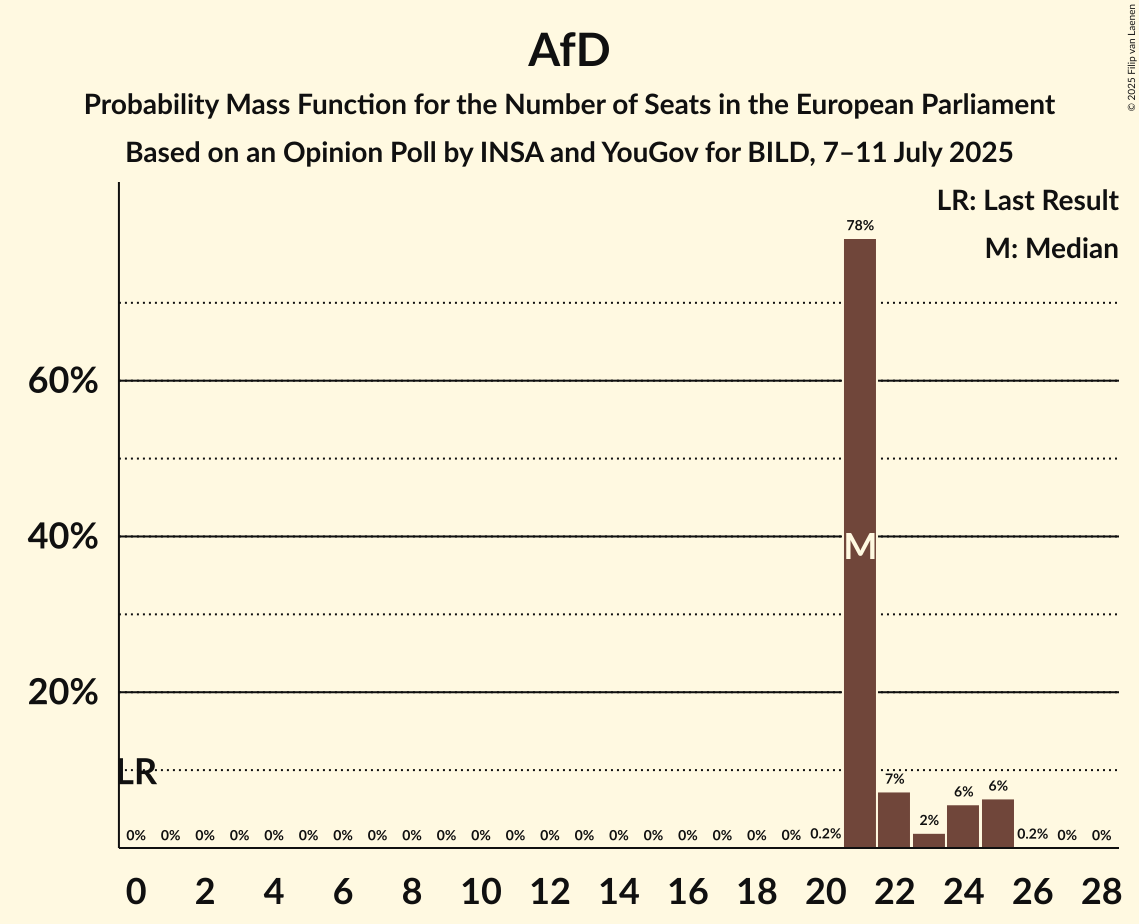 AfD
Probability Mass Function for the Number of Seats in the European Parliament
Based on an Opinion Poll by INSA and YouGov for BILD, 7–11 July 2025
© 2025 Filip van Laenen
LR: Last Result
M: Median
78%
60%
40%
M
20%
LR
0% 0% 0% 0% 0% 0% 0% 0% 0% 0% 0% 0% 0% 0% 0% 0% 0% 0% 0% 0% 0.2% 7% 2% 6% 6% 0.2% 0% 0%
0 2 4 6 8 10 12 14 16 18 20 22 24 26 28